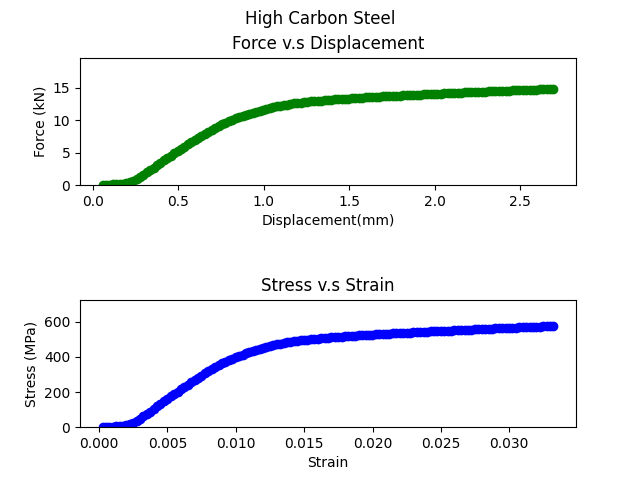 High Carbon Steel
Force v.s Displacement
15
10
5
0
Force (kN)
0.0 0.5 1.0 1.5 2.0 2.5
Displacement(mm)
Stress v.s Strain
600
400
200
0
Stress (MPa)
0.000 0.005 0.010 0.015 0.020 0.025 0.030
Strain